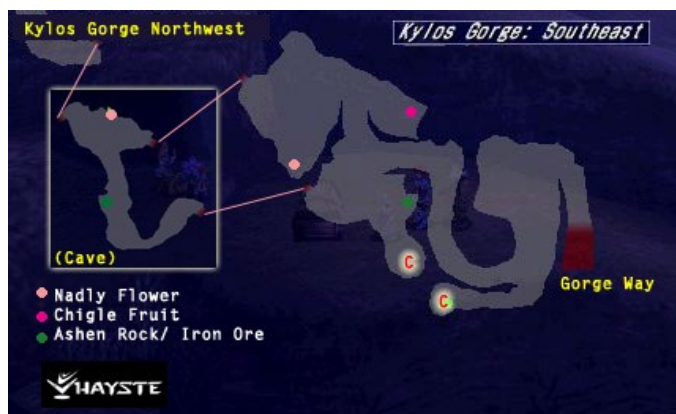 Kylos Gorge Northwest
Kylos Gorge: Southeast
(Cave)
C
C
Gorge Way
Nadly Flower
Chigle Fruit
Ashen Rock/ Iron Ore
HAYSTE